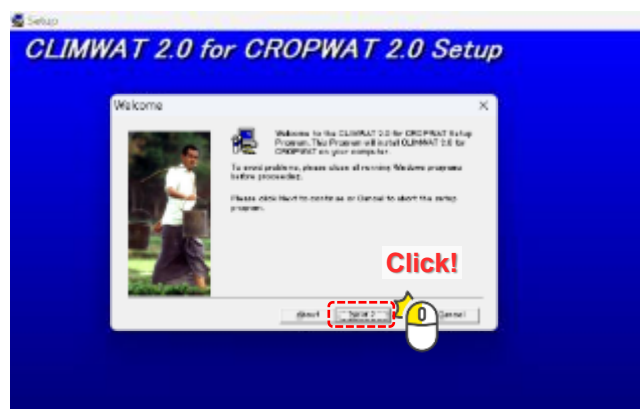 Setup
CLIMWAT 2.0 for CROPWAT 2.0 Setup
Welcome
Welcome to the CLIMWAT 2.0 for CROPWAT Setup
Program. This Program will install CLIMWAT 2.0 for
CROPWAT on your computer.
To avoid problems, please close all running Windows programs
before proceeding.
Please click Next to continue or Cancel to abort the setup
program.
Click!
About
Next >
Cancel